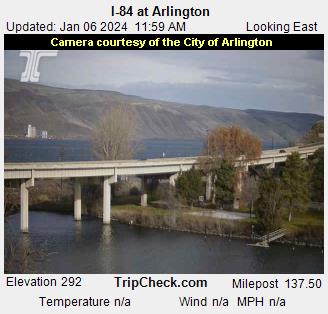 I-84 at Arlington
Updated: Jan 06 2024 11:59 AM Looking East
Camera courtesy of the City of Arlington
Elevation 292 TripCheck.com Milepost 137.50
Temperature n/a Wind n/a MPH n/a